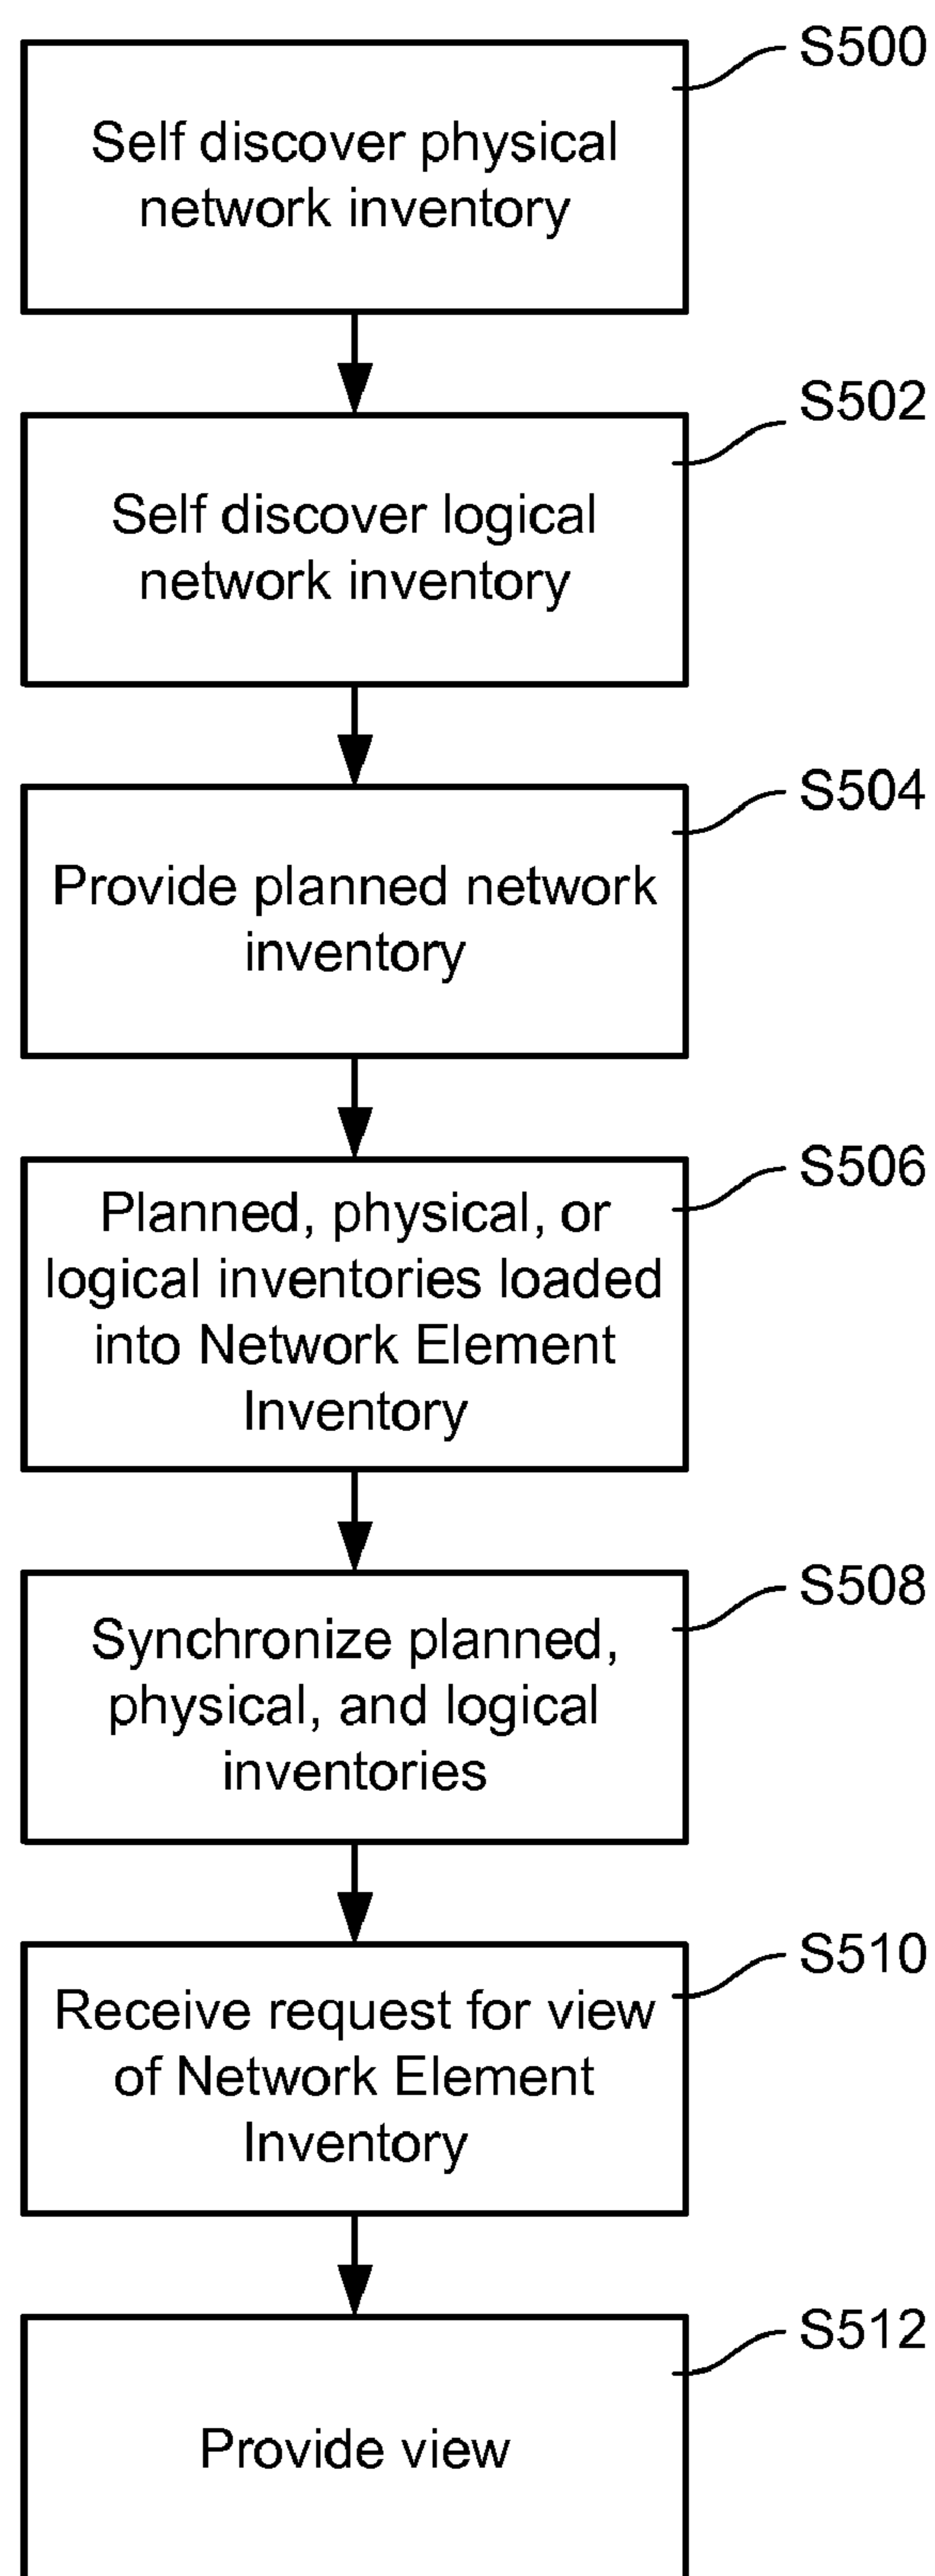 S500
Self discover physical
network inventory
S502
Self discover logical
network inventory
S504
Provide planned network
inventory
S506
Planned, physical, or
logical inventories loaded
into Network Element
Inventory
S508
Synchronize planned,
physical, and logical
inventories
S510
Receive request for view
of Network Element
Inventory
S512
Provide view